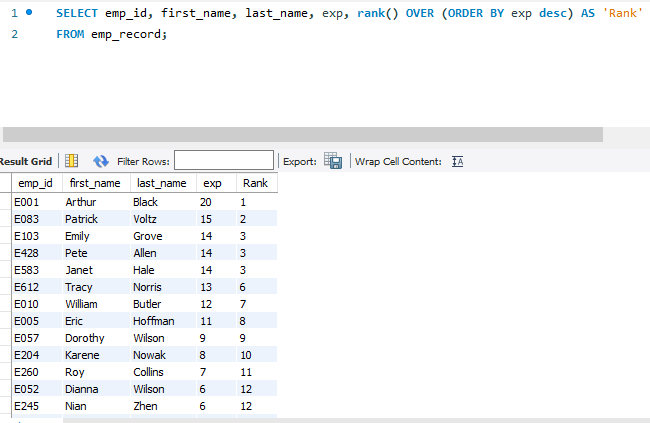 1 SELECT emp_id, first_name, last_name, exp, rank() OVER (ORDER BY exp desc) AS 'Rank'
2 FROM emp_record;
Result Grid Filter Rows: Export: Wrap Cell Content: IA
emp_id first_name last_name exp Rank
E001 Arthur Black 20 1
E083 Patrick Voltz 15 2
E103 Emily Grove 14 3
E428 Pete Allen 14 3
E583 Janet Hale 14 3
E612 Tracy Norris 13 6
E010 William Butler 12 7
E005 Eric Hoffman 11 8
E057 Dorothy Wilson 9 9
E204 Karene Nowak 8 10
E260 Roy Collins 7 11
E052 Dianna Wilson 6 12
E245 Nian Zhen 6 12